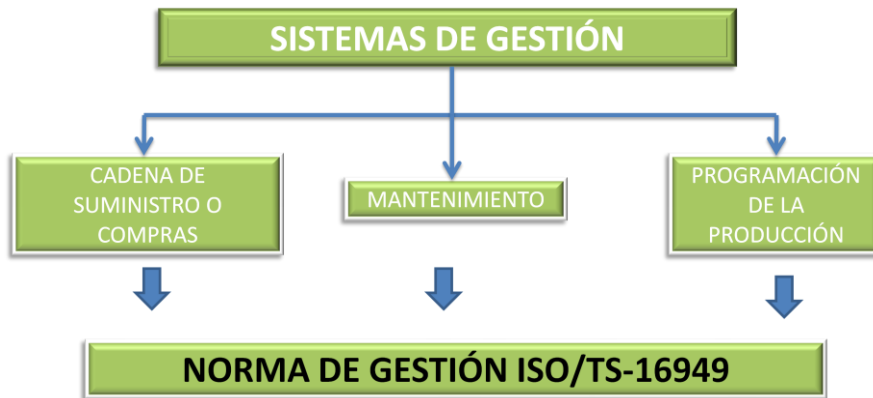 SISTEMAS DE GESTIÓN
CADENA DE
SUMINISTRO O
COMPRAS
MANTENIMIENTO
PROGRAMACIÓN
DE LA
PRODUCCIÓN
NORMA DE GESTIÓN ISO/TS-16949